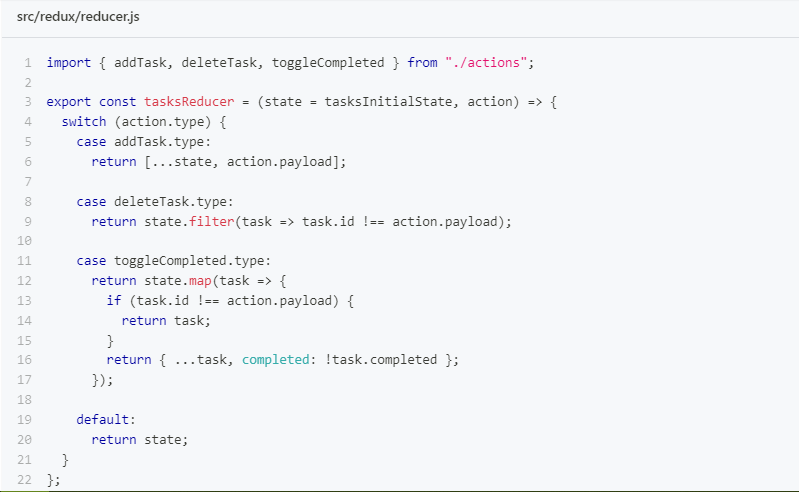 src/redux/reducer.js
1 import { addTask, deleteTask, toggleCompleted } from "./actions";
2
3 export const tasksReducer = (state = tasksInitialState, action) => {
4   switch (action.type) {
5     case addTask.type:
6       return [...state, action.payload];
7
8     case deleteTask.type:
9       return state.filter(task => task.id !== action.payload);
10
11     case toggleCompleted.type:
12       return state.map(task => {
13         if (task.id !== action.payload) {
14           return task;
15         }
16         return { ...task, completed: !task.completed };
17       });
18
19     default:
20       return state;
21   }
22 };